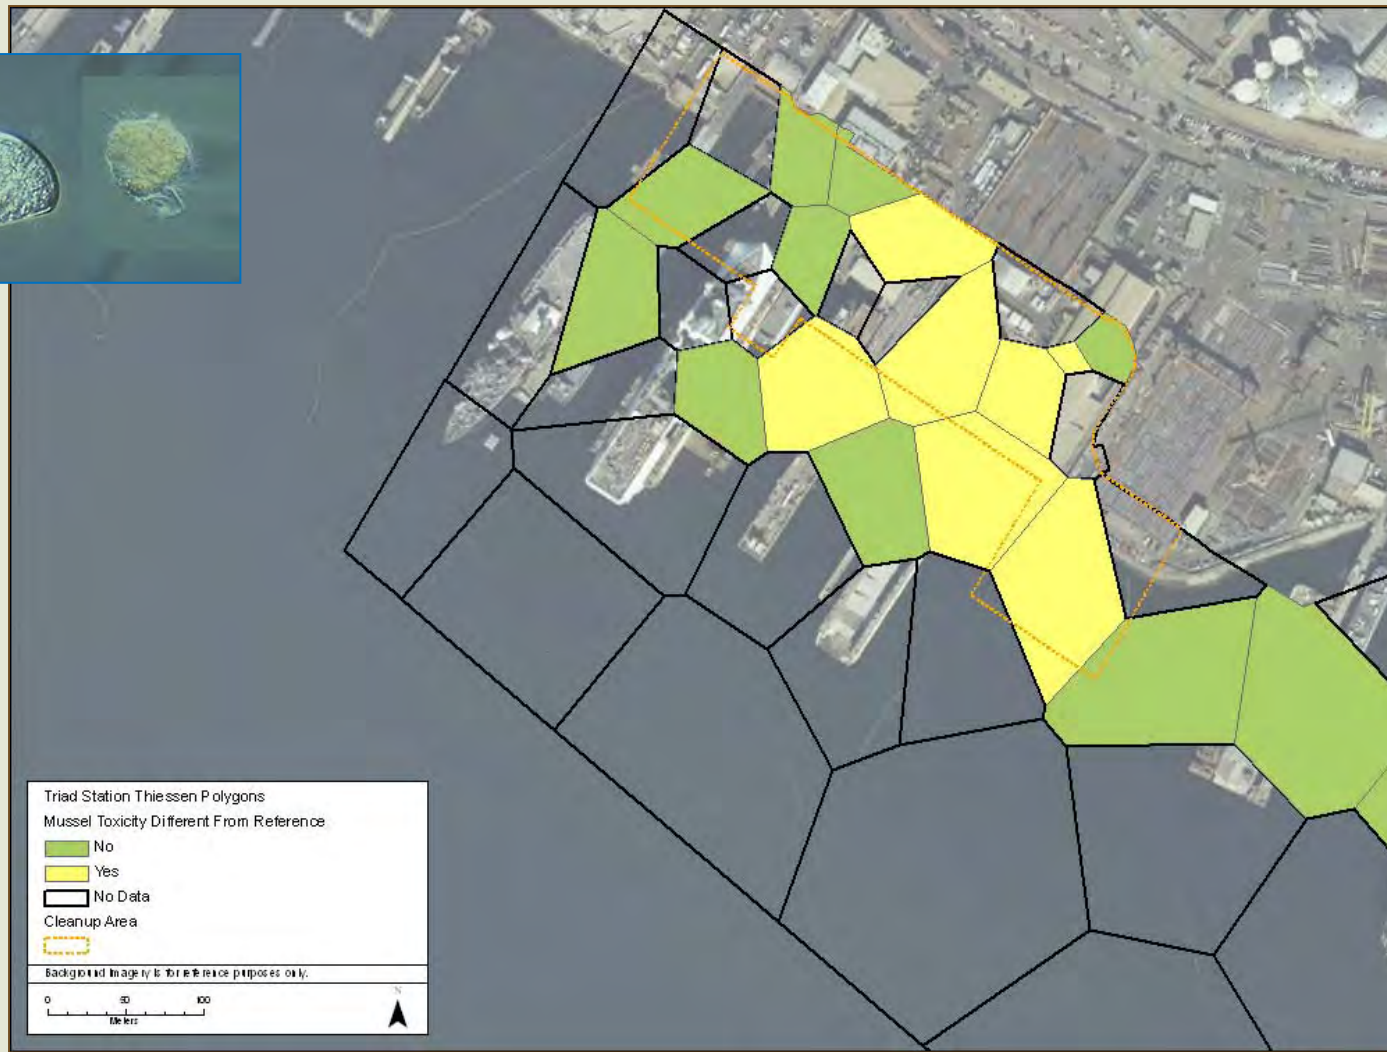 Triad Station Thiessen Polygons
Mussel Toxicity Different From Reference
No
Yes
No Data
Cleanup Area
Background Imagery is for reference purposes only.
N
0 50 100
Meters